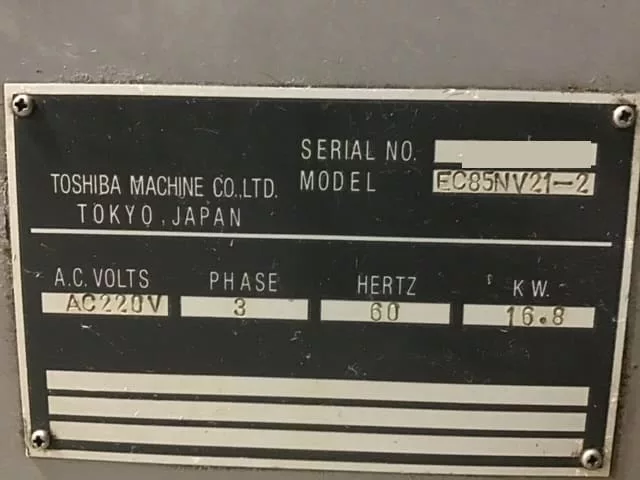 SERIAL NO.
TOSHIBA MACHINE CO.,LTD. MODEL EC85NV21-2
TOKYO, JAPAN
A.C. VOLTS PHASE HERTZ K W.
AC220V 3 60 16.8